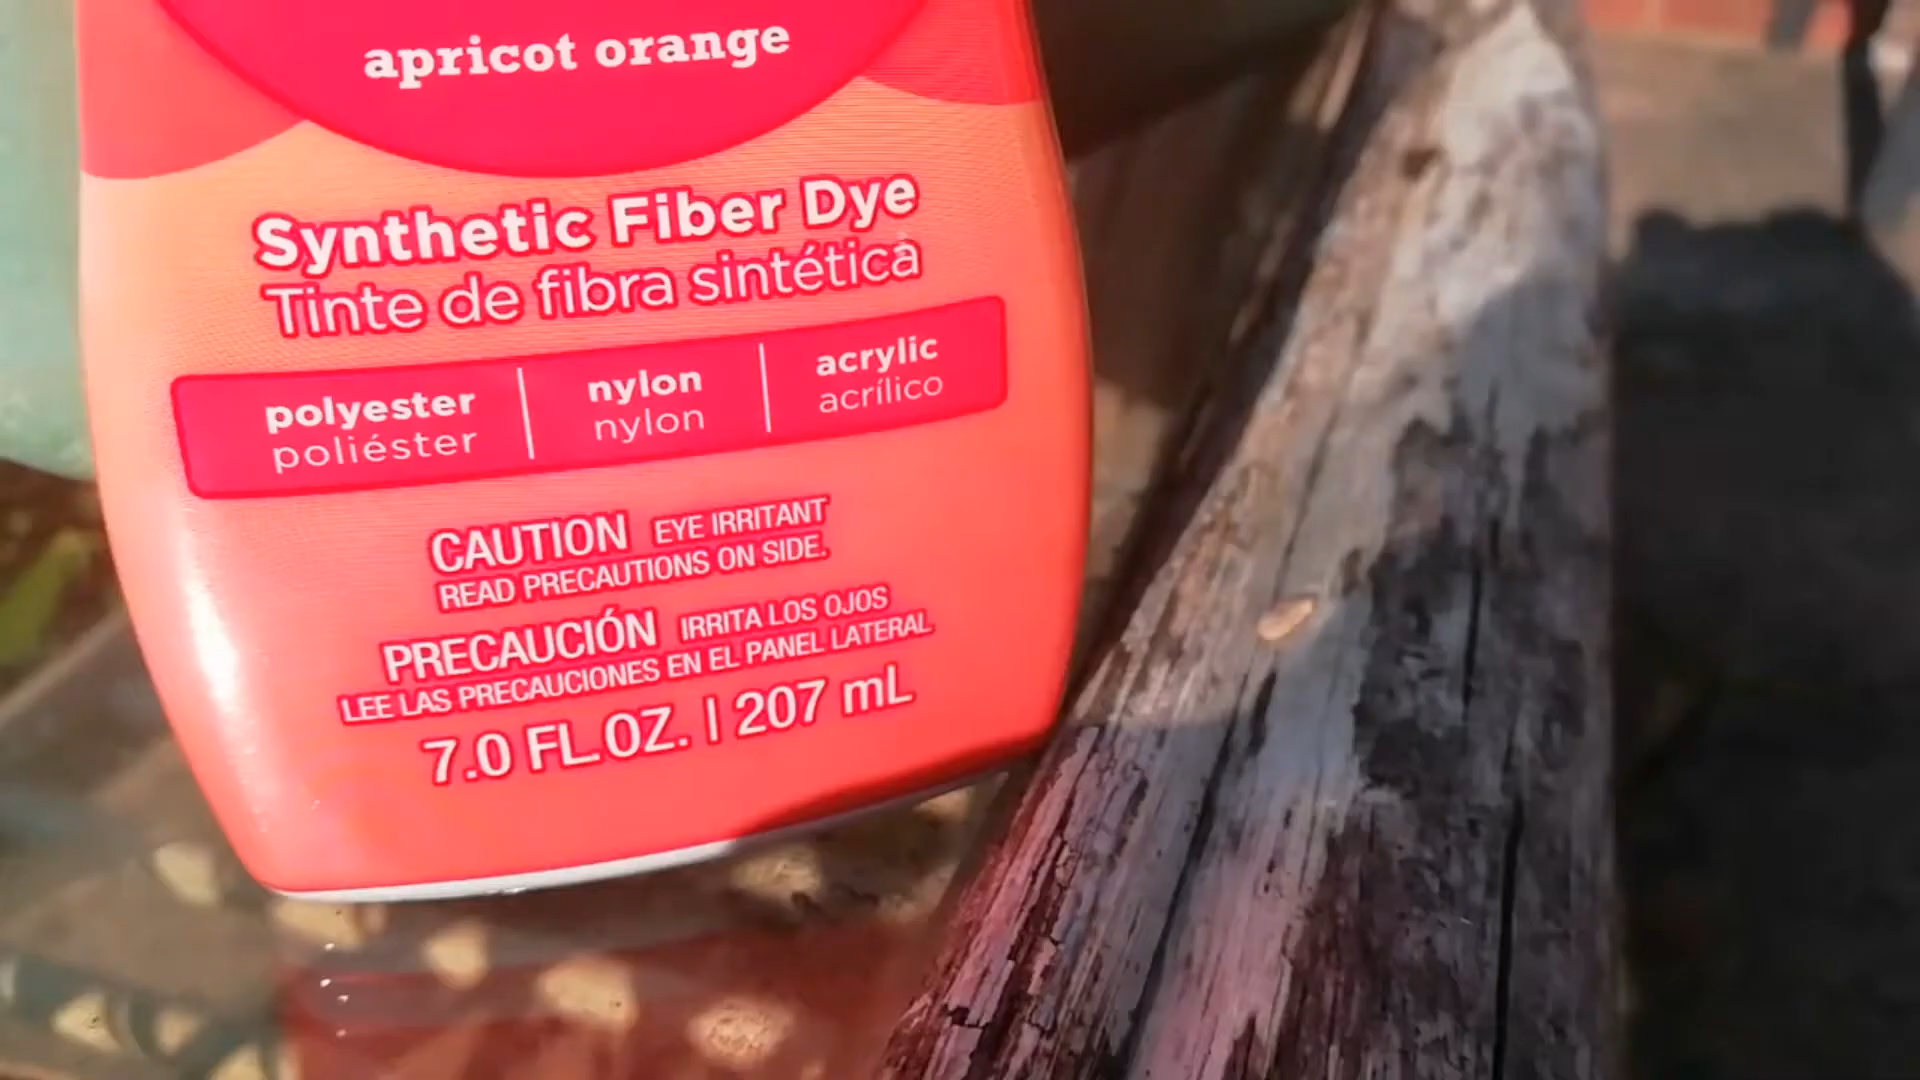 apricot orange
Synthetic Fiber Dye
Tinte de fibra sintética
polyester nylon acrylic
poliéster nylon acrílico
CAUTION EYE IRRITANT
READ PRECAUTIONS ON SIDE.
PRECAUCIÓN IRRITA LOS OJOS
LEE LAS PRECAUCIONES EN EL PANEL LATERAL
7.0 FL.OZ. | 207 mL